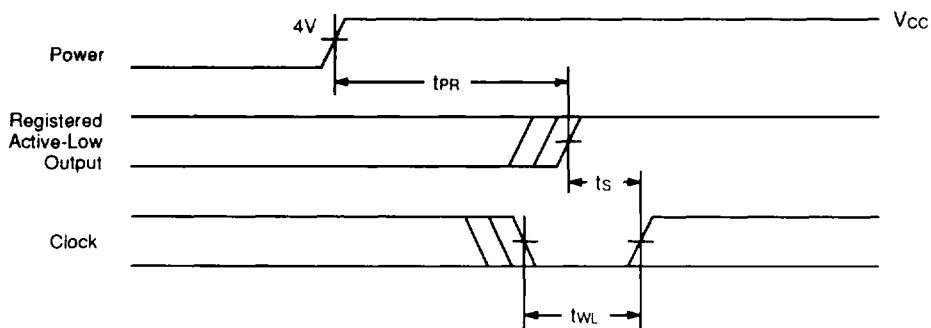 4V
VCC
Power
tPR
Registered
Active-Low
Output
tS
Clock
tWL